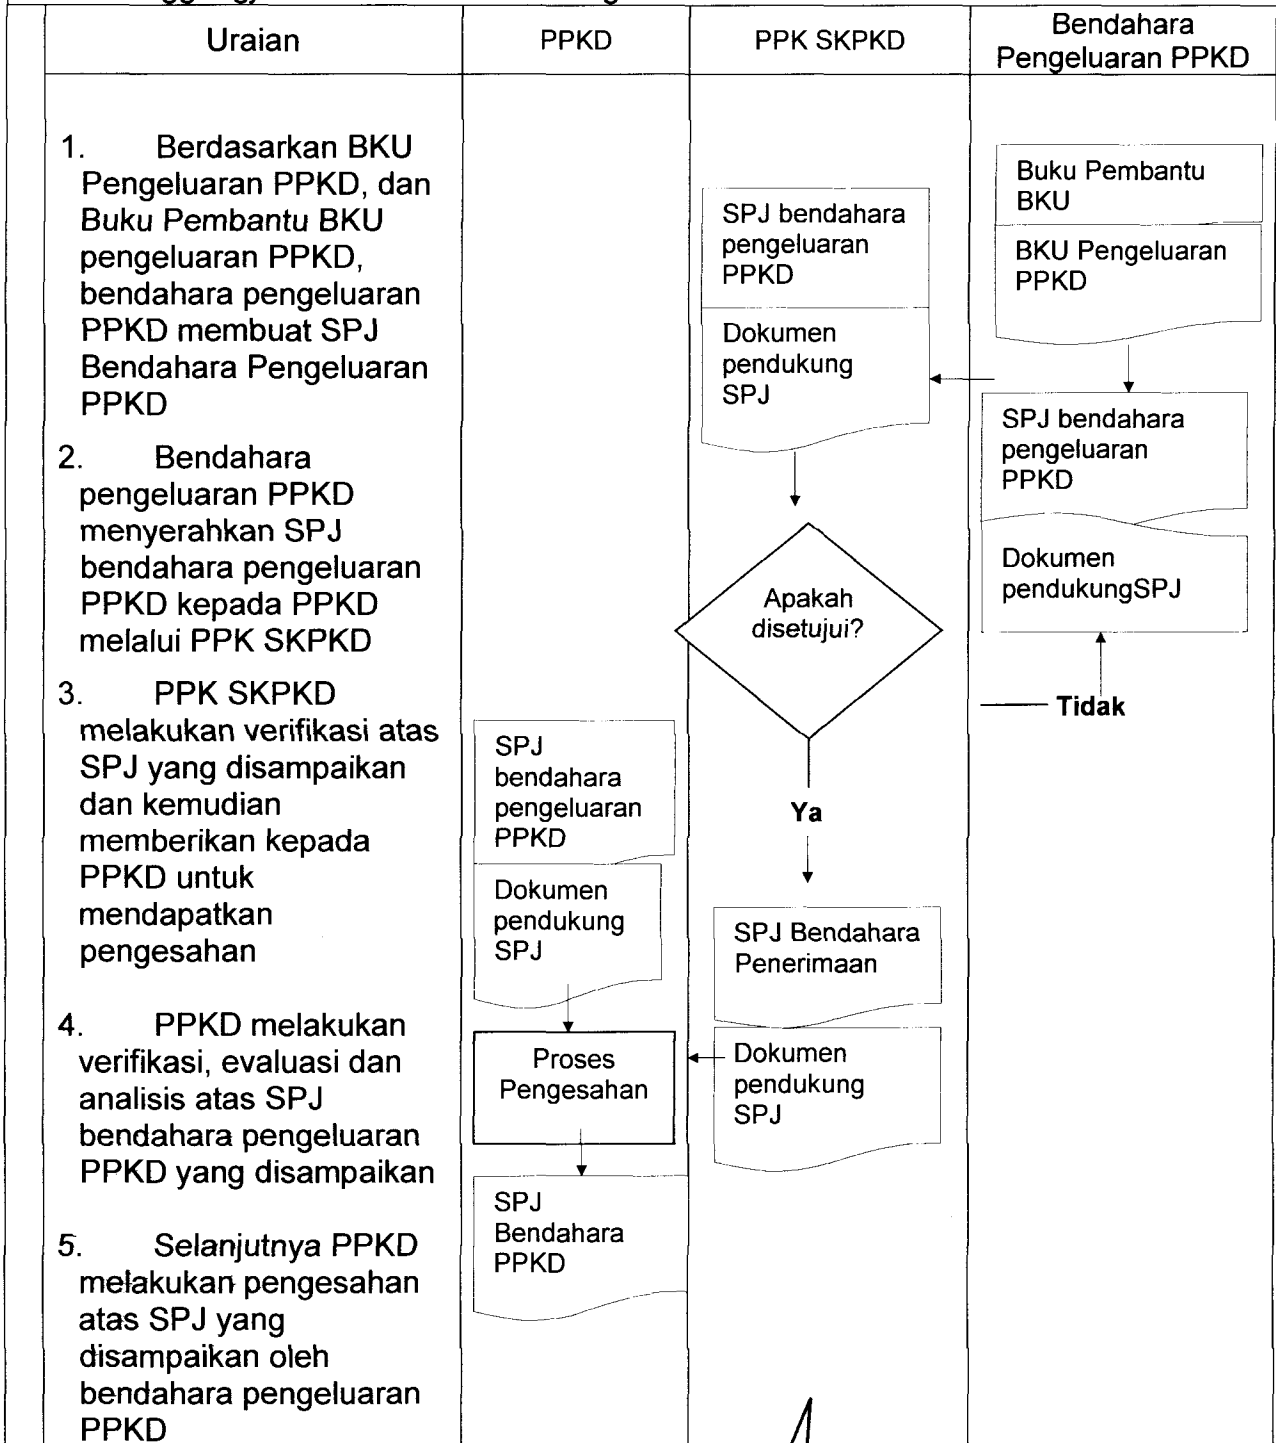 Uraian
PPKD
PPK SKPKD
Bendahara
Pengeluaran PPKD
1. Berdasarkan BKU
Pengeluaran PPKD, dan
Buku Pembantu BKU
pengeluaran PPKD,
bendahara pengeluaran
PPKD membuat SPJ
Bendahara Pengeluaran
PPKD
2. Bendahara
pengeluaran PPKD
menyerahkan SPJ
bendahara pengeluaran
PPKD kepada PPKD
melalui PPK SKPKD
3. PPK SKPKD
melakukan verifikasi atas
SPJ yang disampaikan
dan kemudian
memberikan kepada
PPKD untuk
mendapatkan
pengesahan
4. PPKD melakukan
verifikasi, evaluasi dan
analisis atas SPJ
bendahara pengeluaran
PPKD yang disampaikan
5. Selanjutnya PPKD
melakukan pengesahan
atas SPJ yang
disampaikan oleh
bendahara pengeluaran
PPKD
SPJ
bendahara
pengeluaran
PPKD
Dokumen
pendukung
SPJ
Proses
Pengesahan
SPJ
Bendahara
PPKD
SPJ bendahara
pengeluaran
PPKD
Dokumen
pendukung
SPJ
Apakah
disetujui?
Ya
SPJ Bendahara
Penerimaan
Dokumen
pendukung
SPJ
Buku Pembantu
BKU
BKU Pengeluaran
PPKD
SPJ bendahara
pengeluaran
PPKD
Dokumen
pendukungSPJ
Tidak